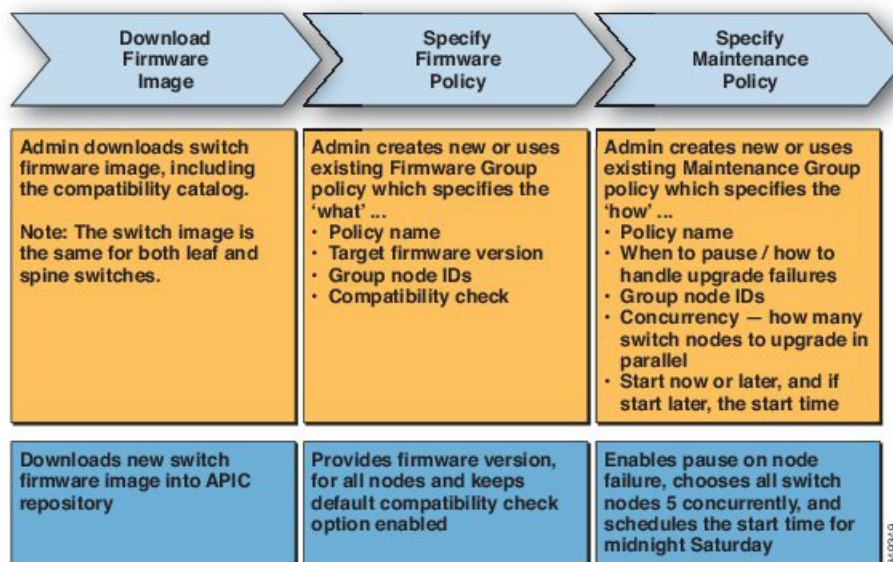 Download
Firmware
Image
Specify
Firmware
Policy
Specify
Maintenance
Policy
Admin downloads switch
firmware image, including
the compatibility catalog.
Note: The switch image is
the same for both leaf and
spine switches.
Admin creates new or uses
existing Firmware Group
policy which specifies the
‘what’ ...
• Policy name
• Target firmware version
• Group node IDs
• Compatibility check
Admin creates new or uses
existing Maintenance Group
policy which specifies the
‘how’ ...
• Policy name
• When to pause / how to
handle upgrade failures
• Group node IDs
• Concurrency — how many
switch nodes to upgrade in
parallel
• Start now or later, and if
start later, the start time
Downloads new switch
firmware image into APIC
repository
Provides firmware version,
for all nodes and keeps
default compatibility check
option enabled
Enables pause on node
failure, chooses all switch
nodes 5 concurrently, and
schedules the start time for
midnight Saturday